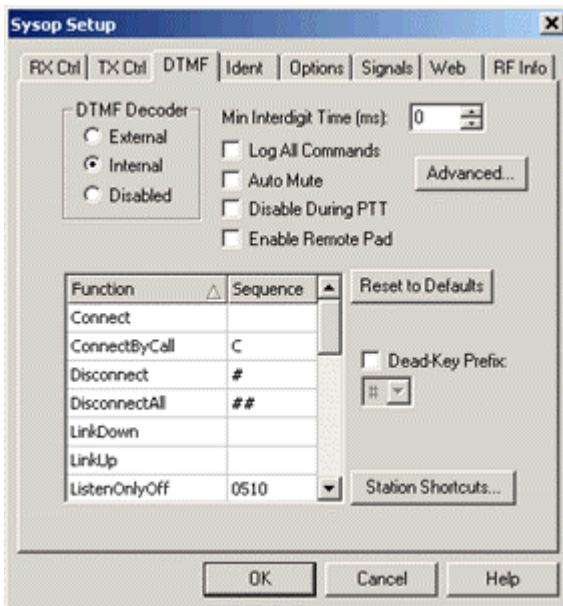 Sysop Setup
RX Ctrl TX Ctrl DTMF Ident Options Signals Web RF Info
DTMF Decoder
External
Internal
Disabled
Min Interdigit Time (ms): 0
Log All Commands
Auto Mute
Disable During PTT
Enable Remote Pad
Advanced...
Function Sequence
Connect
ConnectByCall C
Disconnect #
DisconnectAll ##
LinkDown
LinkUp
ListenOnlyOff 0510
Reset to Defaults
Dead-Key Prefix:
#
Station Shortcuts...
OK Cancel Help